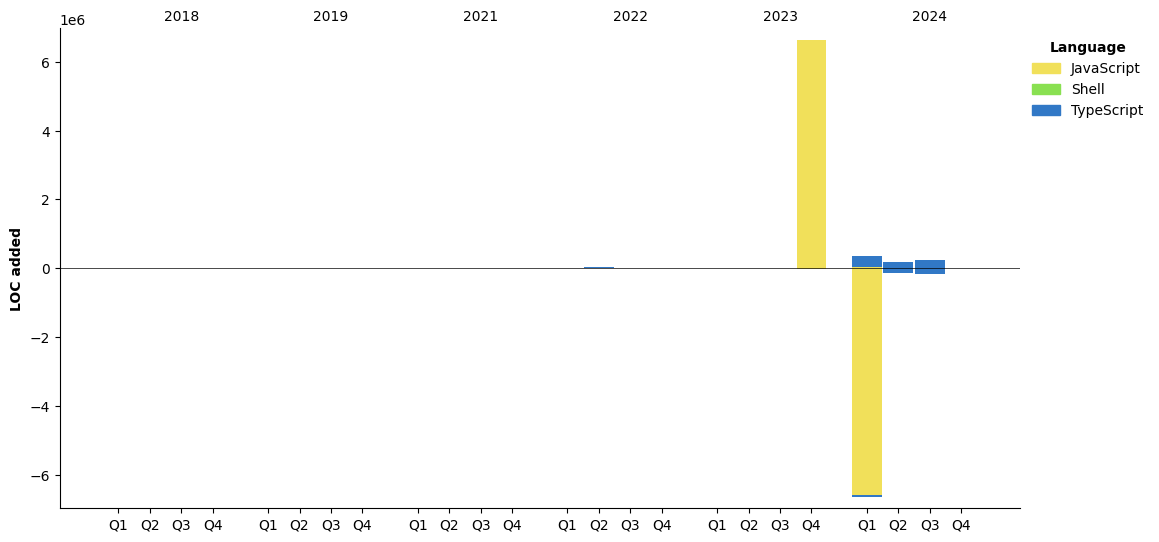 2018 2019 2021 2022 2023 2024
1e6
Language
JavaScript
Shell
TypeScript
6
4
2
0
−2
−4
−6
LOC added
Q1 Q2 Q3 Q4 Q1 Q2 Q3 Q4 Q1 Q2 Q3 Q4 Q1 Q2 Q3 Q4 Q1 Q2 Q3 Q4 Q1 Q2 Q3 Q4